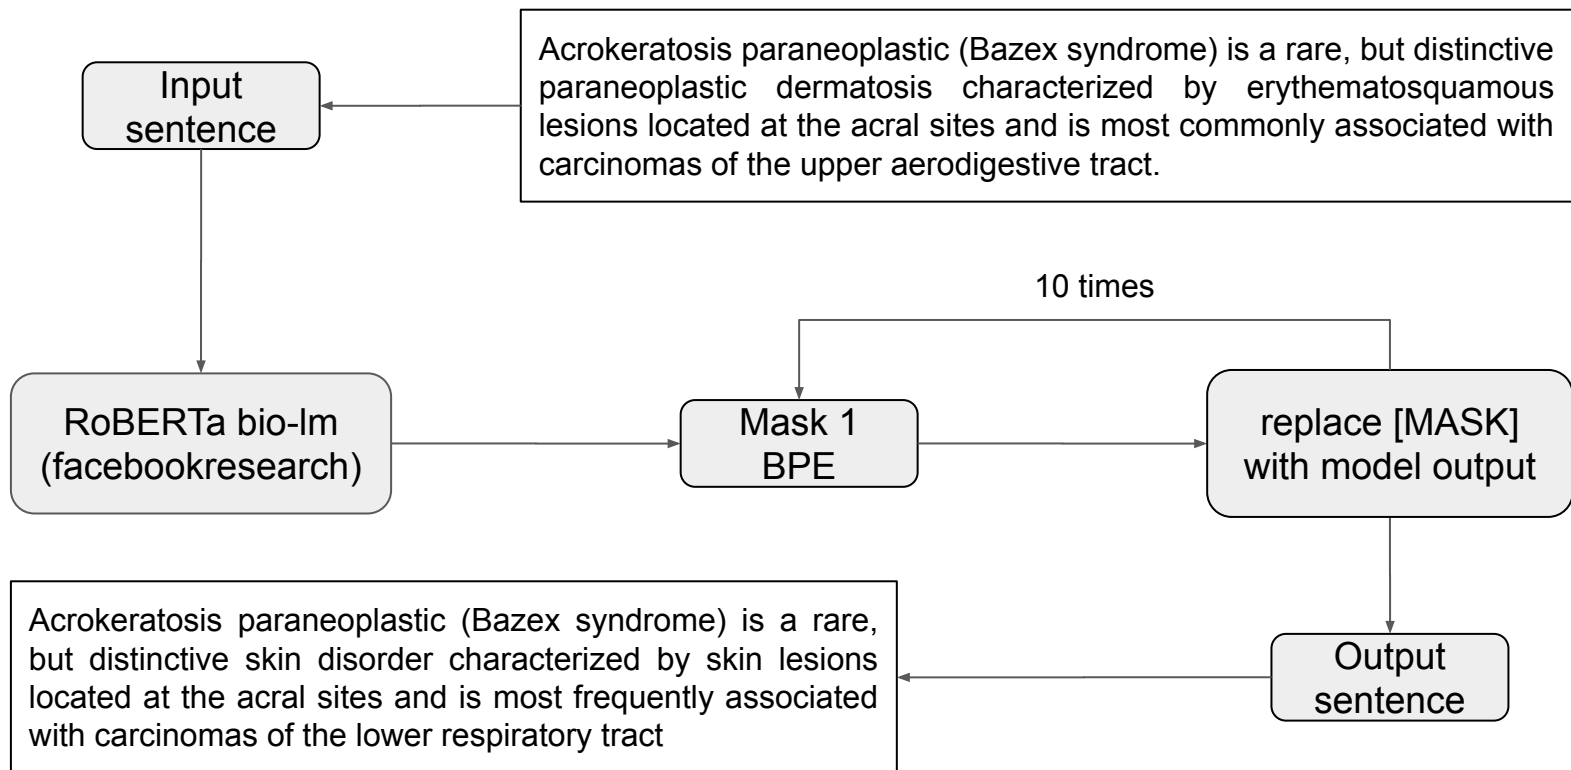 Acrokeratosis paraneoplastic (Bazex syndrome) is a rare, but distinctive
paraneoplastic dermatosis characterized by erythematosquamous
lesions located at the acral sites and is most commonly associated with
carcinomas of the upper aerodigestive tract.
Input
sentence
10 times
RoBERTa bio-lm
(facebookresearch)
Mask 1
BPE
replace [MASK]
with model output
Acrokeratosis paraneoplastic (Bazex syndrome) is a rare,
but distinctive skin disorder characterized by skin lesions
located at the acral sites and is most frequently associated
with carcinomas of the lower respiratory tract
Output
sentence